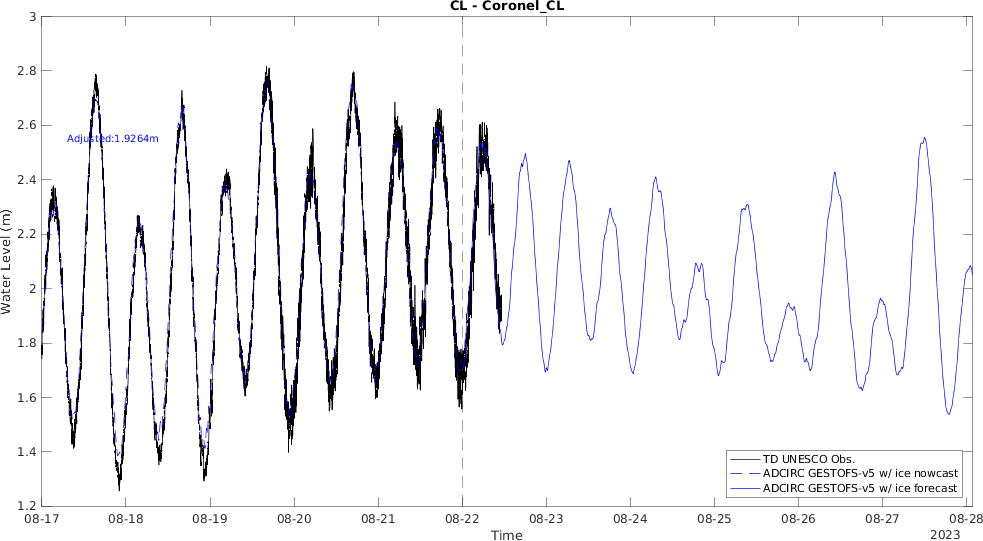 CL - Coronel_CL
3
2.8
2.6
2.4
2.2
2
1.8
1.6
1.4
1.2
Water Level (m)
Adjusted:1.9264m
TD UNESCO Obs.
ADCIRC GESTOFS-v5 w/ ice nowcast
ADCIRC GESTOFS-v5 w/ ice forecast
08-17 08-18 08-19 08-20 08-21 08-22 08-23 08-24 08-25 08-26 08-27 08-28
Time
2023